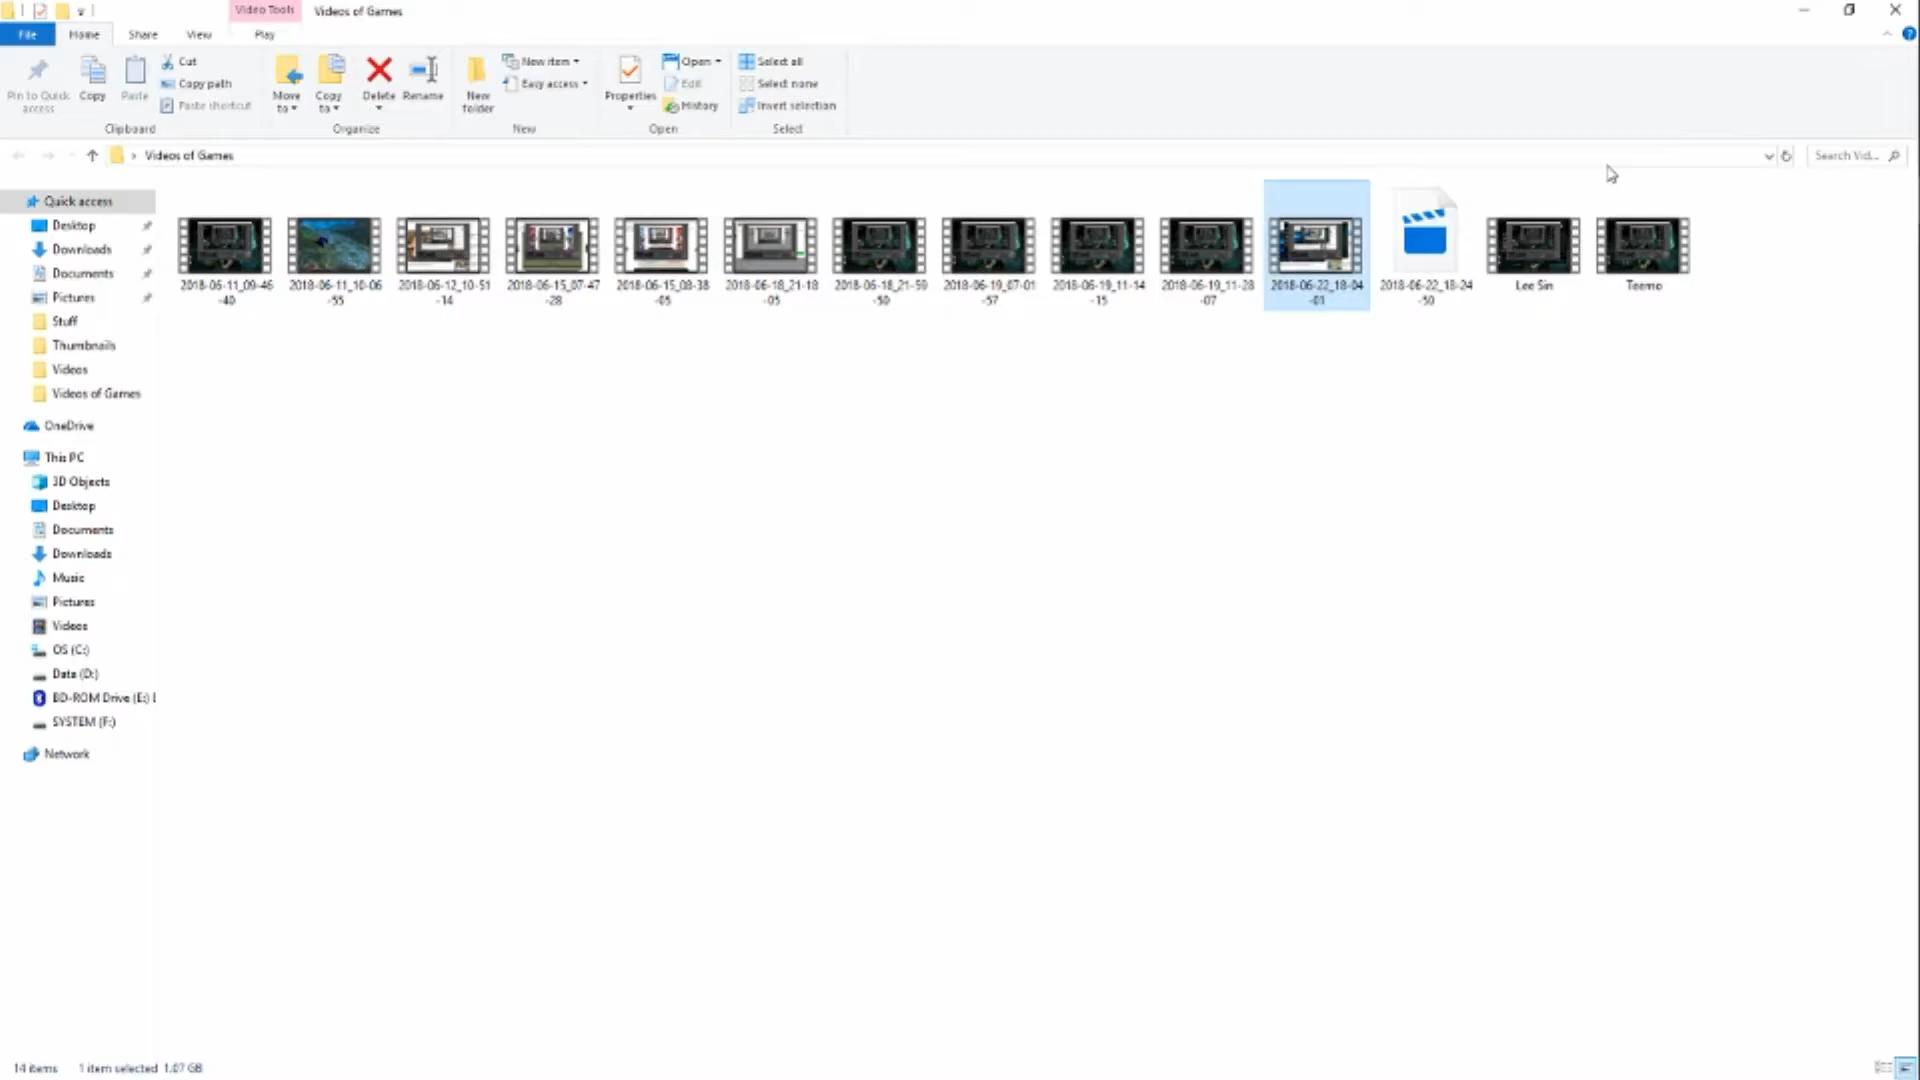 Video Tools
Videos of Games
File
Home
Share
View
Play
Pin to Quick access
Copy
Paste
Cut
Copy path
Paste shortcut
Clipboard
Move to
Copy to
Delete
Rename
Organize
New folder
New item
Easy access
New
Properties
Open
Edit
History
Open
Select all
Select none
Invert selection
Select
Videos of Games
Search Vid...
Quick access
Desktop
Downloads
Documents
Pictures
Stuff
Thumbnails
Videos
Videos of Games
OneDrive
This PC
3D Objects
Desktop
Documents
Downloads
Music
Pictures
Videos
OS (C:)
Data (D:)
BD-ROM Drive (E:)
SYSTEM (F:)
Network
2018-06-11_09-46
-40
2018-06-11_10-06
-55
2018-06-12_10-51
-14
2018-06-15_07-47
-28
2018-06-15_08-38
-05
2018-06-18_21-18
-05
2018-06-18_21-59
-50
2018-06-19_07-01
-57
2018-06-19_11-14
-15
2018-06-19_11-28
-07
2018-06-22_18-04
-01
2018-06-22_18-24
-50
Lee Sin
Teemo
14 items
1 item selected 1.07 GB